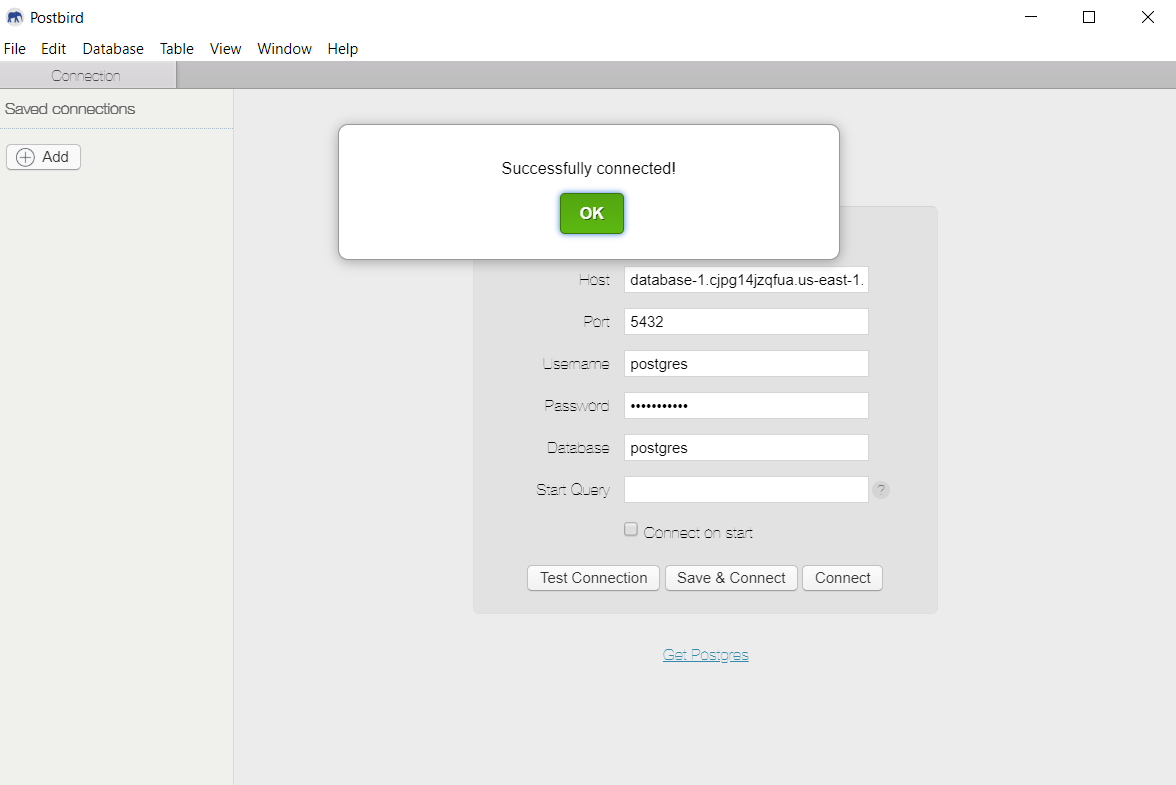 Postbird
File Edit Database Table View Window Help
Connection
Saved connections
Add
Successfully connected!
OK
Host database-1.cjpg14jzqfua.us-east-1.
Port 5432
Username postgres
Password •••••••••••
Database postgres
Start Query ?
Connect on start
Test Connection Save & Connect Connect
Get Postgres